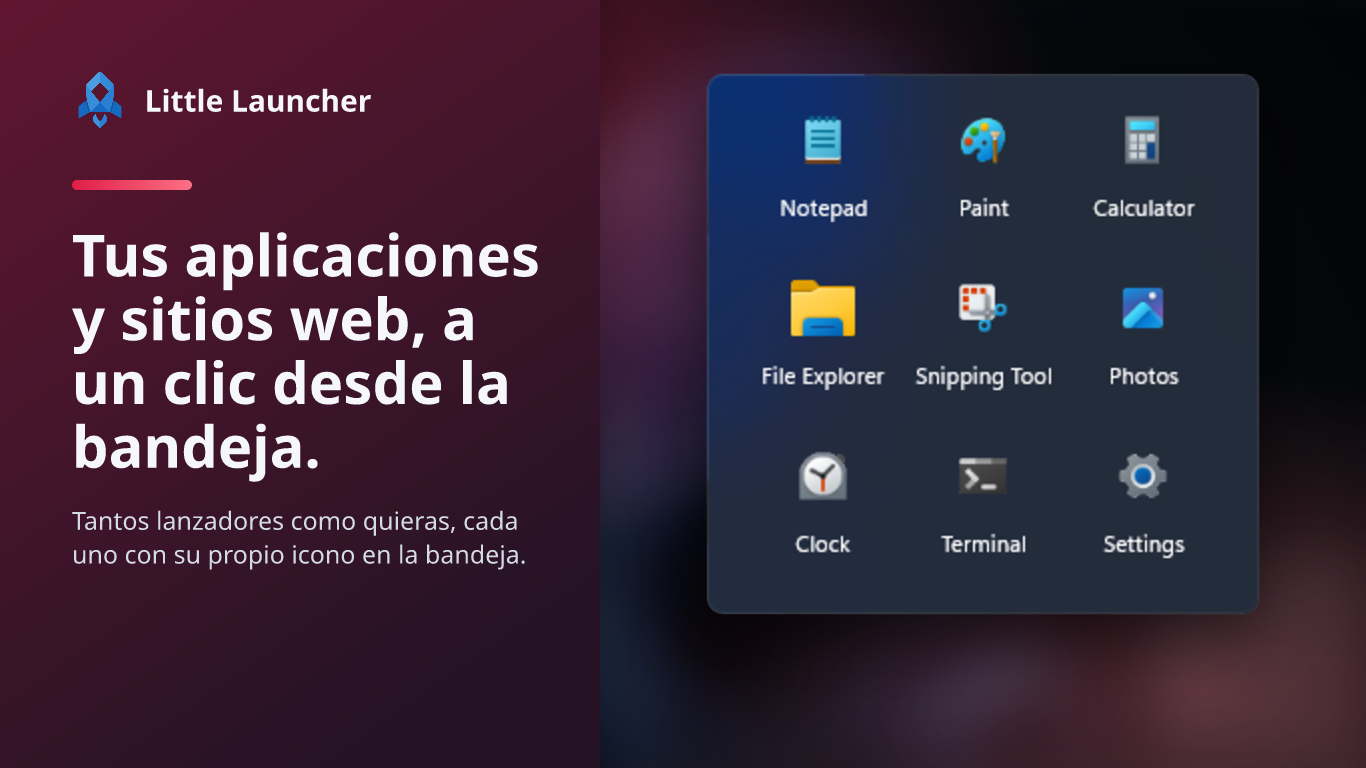 Little Launcher
Tus aplicaciones
y sitios web, a
un clic desde la
bandeja.
Tantos lanzadores como quieras, cada
uno con su propio icono en la bandeja.
Notepad
Paint
Calculator
File Explorer
Snipping Tool
Photos
Clock
Terminal
Settings